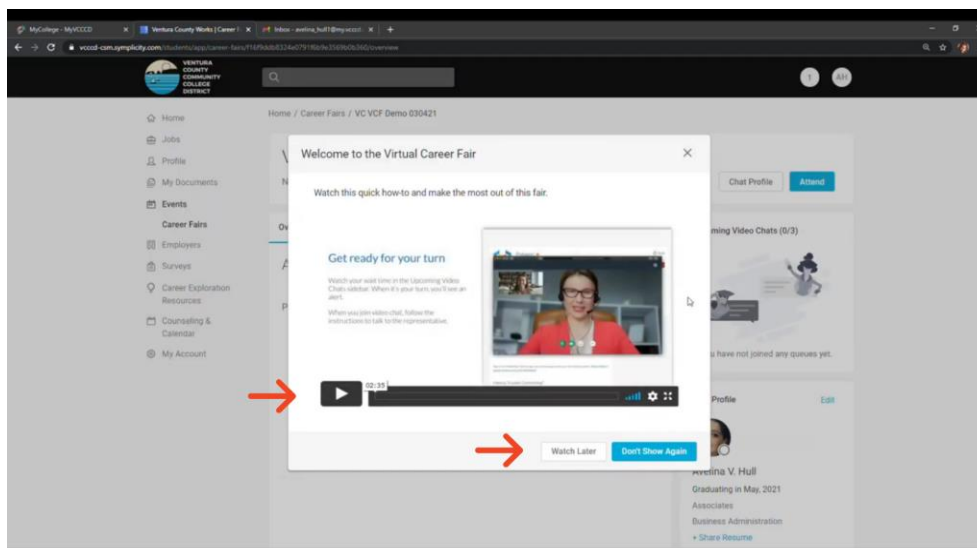 MyCollege - MyVCCCD
Ventura County Works | Career F
Inbox - avelina_hull1@my.vcccd.
vcccd-csm.symplicity.com/students/app/career-fairs/
/overview
VENTURA
COUNTY
COMMUNITY
COLLEGE
DISTRICT
1
AH
Home
Jobs
Profile
My Documents
Events
Career Fairs
Employers
Surveys
Career Exploration
Resources
Counseling &
Calendar
My Account
Home / Career Fairs / VC VCF Demo 030421
V
N
Ov
A
P
Chat Profile
Attend
Welcome to the Virtual Career Fair
Watch this quick how-to and make the most out of this fair.
Get ready for your turn
Watch your wait time in the Upcoming Video
Chats sidebar. When it's your turn you'll see an
alert.
When you join video chat, follow the
instructions to talk to the representative.
02:35
Watch Later
Don't Show Again
ming Video Chats (0/3)
u have not joined any queues yet.
Profile
Edit
Avelina V. Hull
Graduating in May, 2021
Associates
Business Administration
+ Share Resume